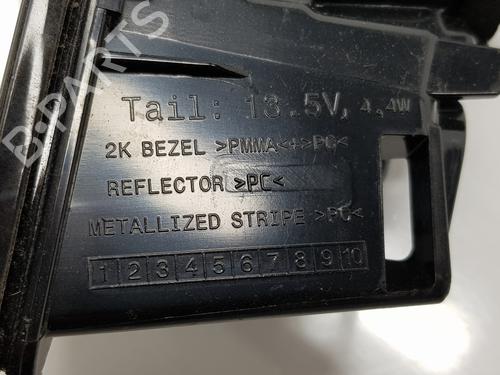 Tail: 13.5V, 4,4W
2K BEZEL >PMMA<+>PC<
REFLECTOR >PC<
METALLIZED STRIPE >PC<
1 2 3 4 5 6 7 8 9 10
B-PARTS